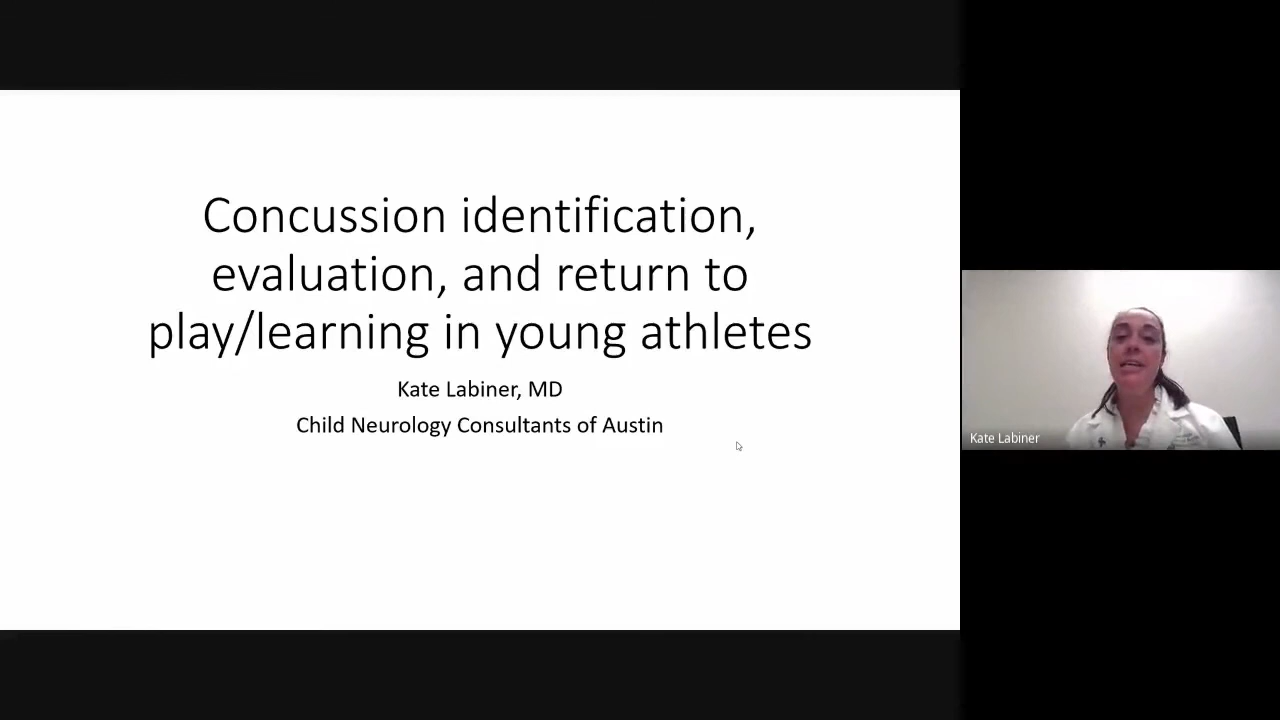 Concussion identification,
evaluation, and return to
play/learning in young athletes
Kate Labiner, MD
Child Neurology Consultants of Austin
Kate Labiner